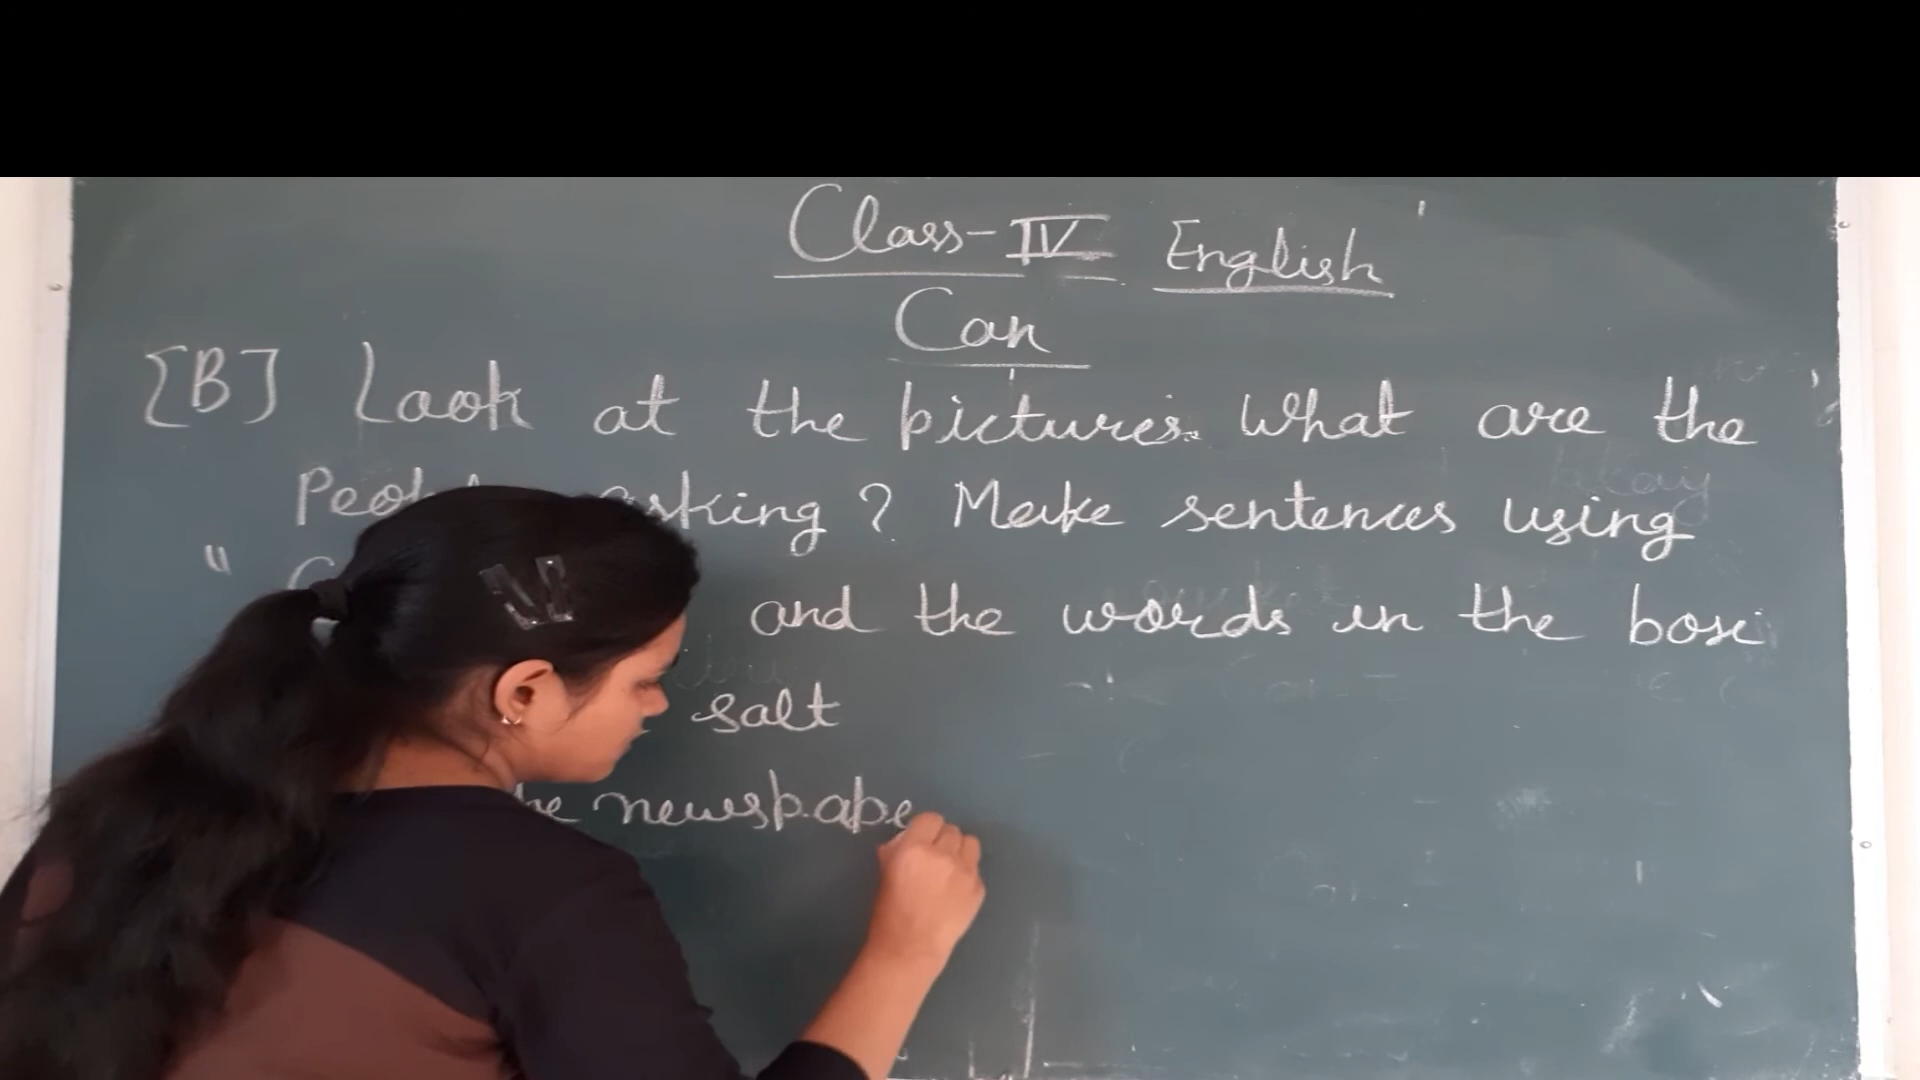 Class-IV English
Can
[B] Look at the pictures. What are the
asking ? Make sentences using
and the words in the box
salt
newspape